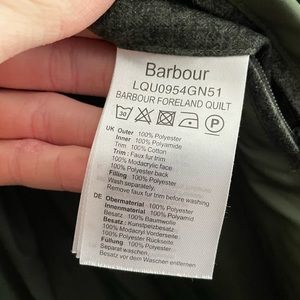 Barbour
LQU0954GN51
BARBOUR FORELAND QUILT
30 P
UK Outer 100% Polyester
Inner 100% Polyamide
Trim : 100% Cotton
Trim : Faux fur trim
100% Modacrylic face
100% Polyester back
Filling 100% Polyester
Wash separately.
Remove faux fur trim before washing
DE Obermaterial 100% Polyester
Innenmaterial 100% Polyamid
Besatz : 100% Baumwolle
Besatz : Kunstpelzbesatz
100% Modacryl Vorderseite
100% Polyester Rückseite
Füllung : 100% Polyester
Separat waschen,
Besatz vor dem Waschen entfernen